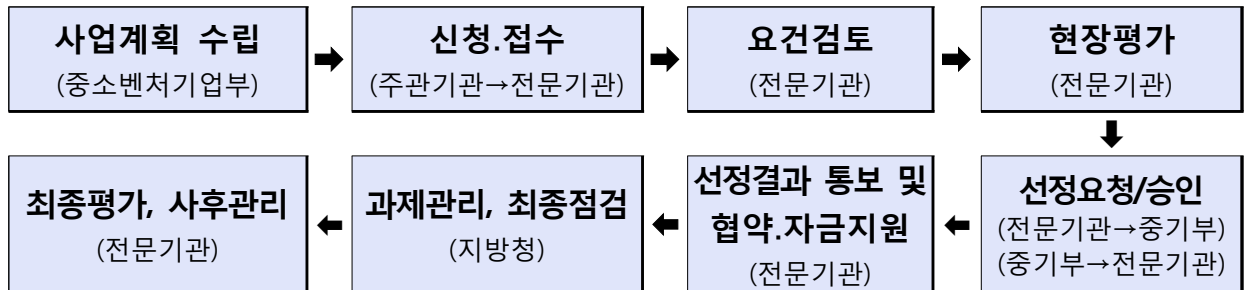 사업계획 수립
(중소벤처기업부)
신청.접수
(주관기관→전문기관)
요건검토
(전문기관)
현장평가
(전문기관)
선정요청/승인
(전문기관→중기부)
(중기부→전문기관)
선정결과 통보 및
협약.자금지원
(전문기관)
과제관리, 최종점검
(지방청)
최종평가, 사후관리
(전문기관)